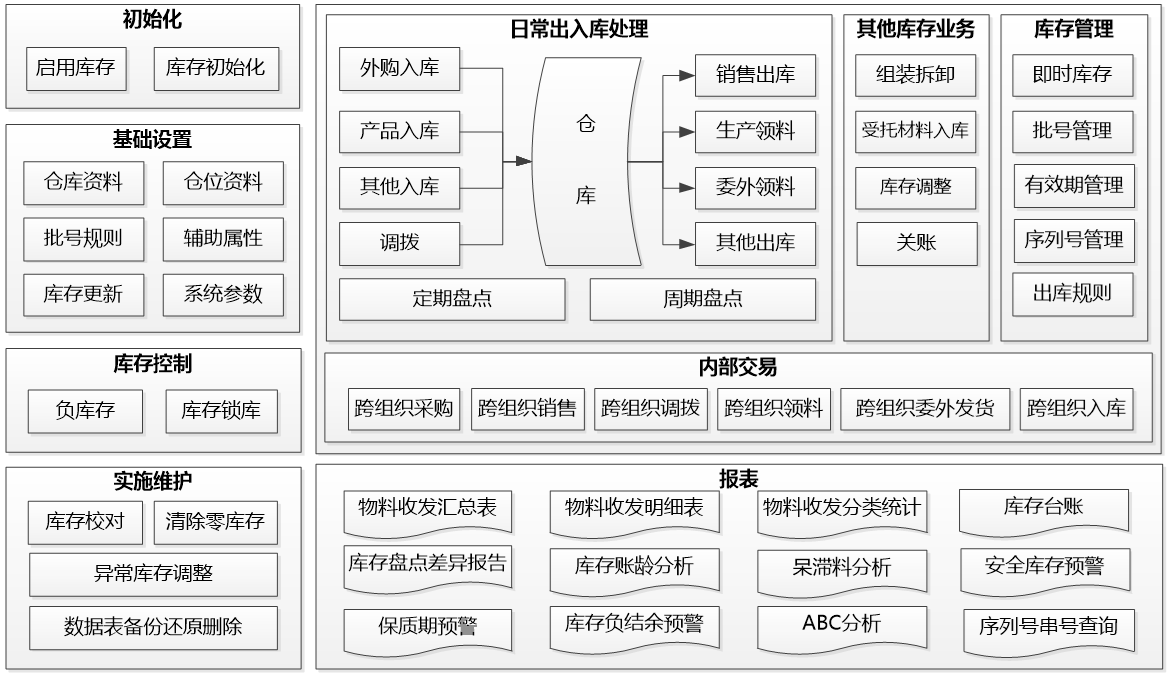 初始化
启用库存
库存初始化
基础设置
仓库资料
仓位资料
批号规则
辅助属性
库存更新
系统参数
库存控制
负库存
库存锁库
实施维护
库存校对
清除零库存
异常库存调整
数据表备份还原删除
日常出入库处理
外购入库
产品入库
其他入库
调拨
仓
库
销售出库
生产领料
委外领料
其他出库
定期盘点
周期盘点
其他库存业务
组装拆卸
受托材料入库
库存调整
关账
库存管理
即时库存
批号管理
有效期管理
序列号管理
出库规则
内部交易
跨组织采购
跨组织销售
跨组织调拨
跨组织领料
跨组织委外发货
跨组织入库
报表
物料收发汇总表
物料收发明细表
物料收发分类统计
库存台账
库存盘点差异报告
库存账龄分析
呆滞料分析
安全库存预警
保质期预警
库存负结余预警
ABC分析
序列号串号查询